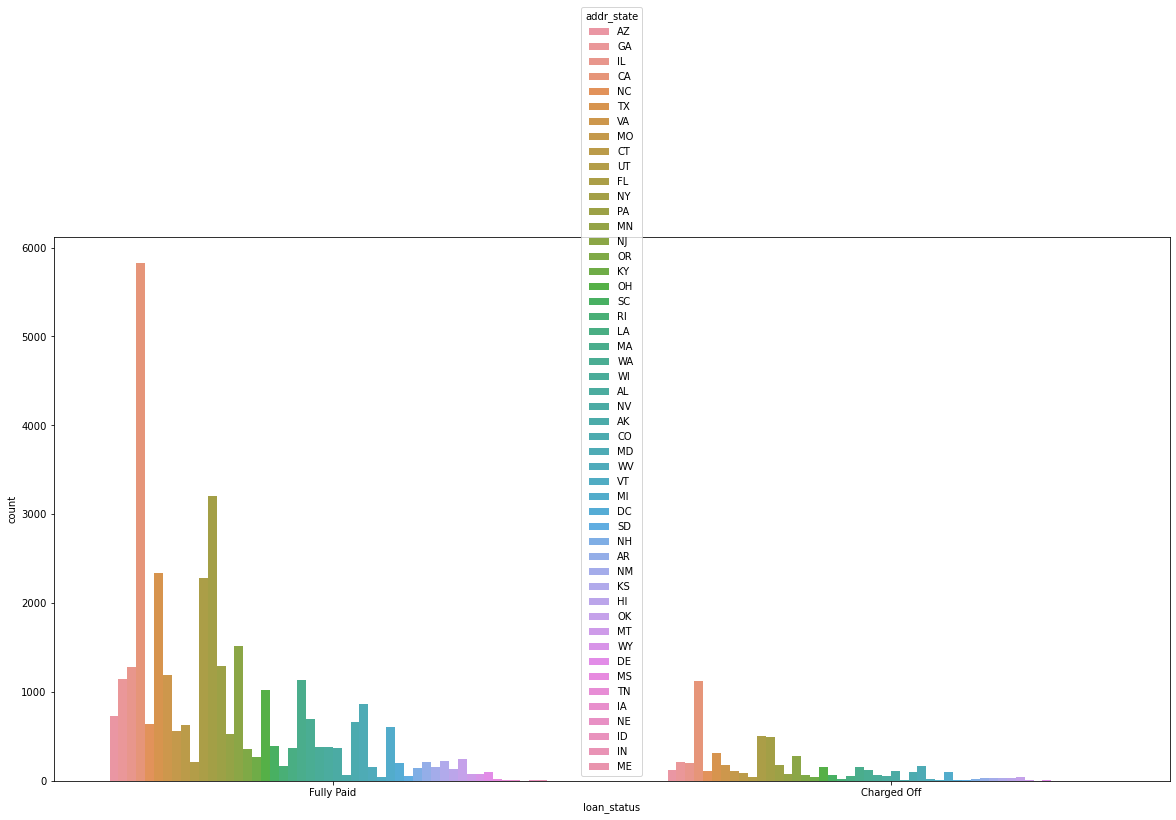 addr_state
AZ
GA
IL
CA
NC
TX
VA
MO
CT
UT
FL
NY
PA
MN
NJ
OR
KY
OH
SC
RI
LA
MA
WA
WI
AL
NV
AK
CO
MD
WV
VT
MI
DC
SD
NH
AR
NM
KS
HI
OK
MT
WY
DE
MS
TN
IA
NE
ID
IN
ME
6000
5000
4000
3000
2000
1000
0
count
Fully Paid
Charged Off
loan_status